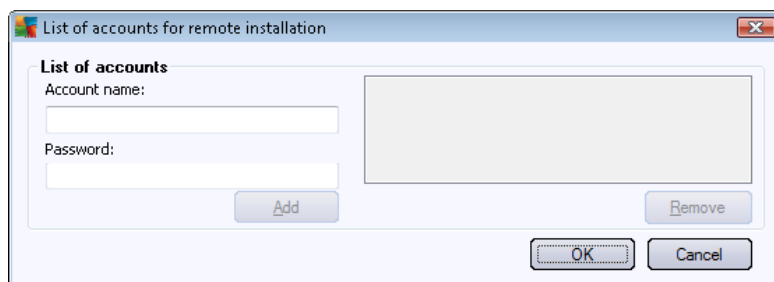 List of accounts for remote installation
List of accounts
Account name:
Password:
Add
Remove
OK
Cancel